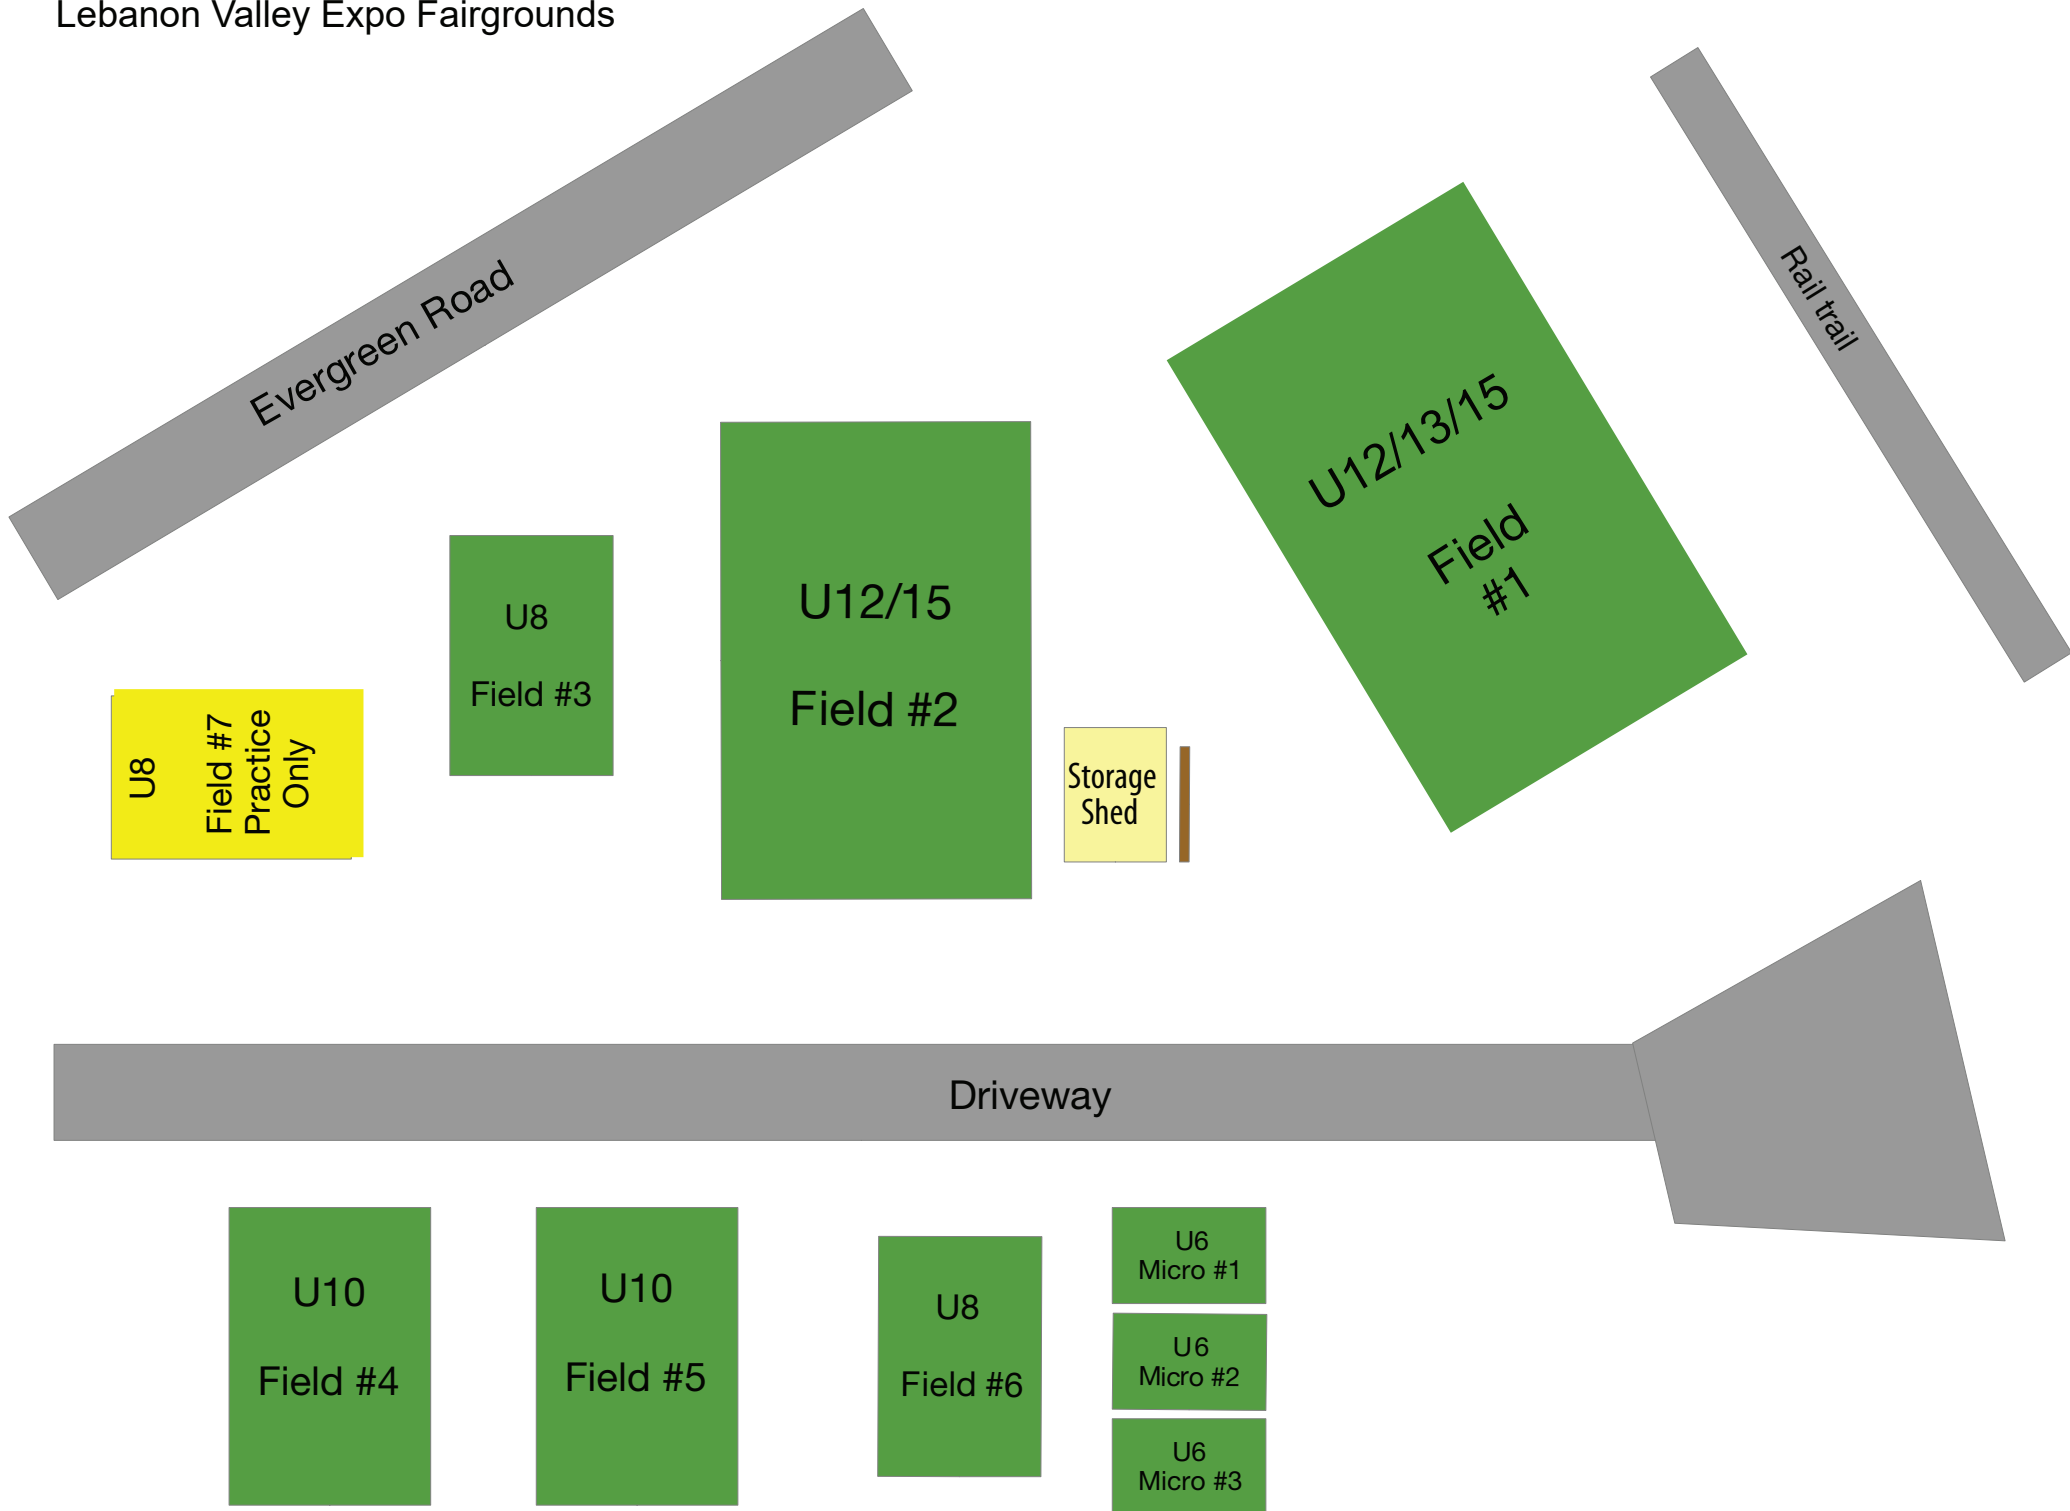 Lebanon Valley Expo Fairgrounds
Evergreen Road
Rail trail
U12/13/15
Field
#1
U12/15
Field #2
U8
Field #3
U8
Field #7
Practice
Only
Storage
Shed
Driveway
U10
Field #4
U10
Field #5
U8
Field #6
U6
Micro #1
U6
Micro #2
U6
Micro #3